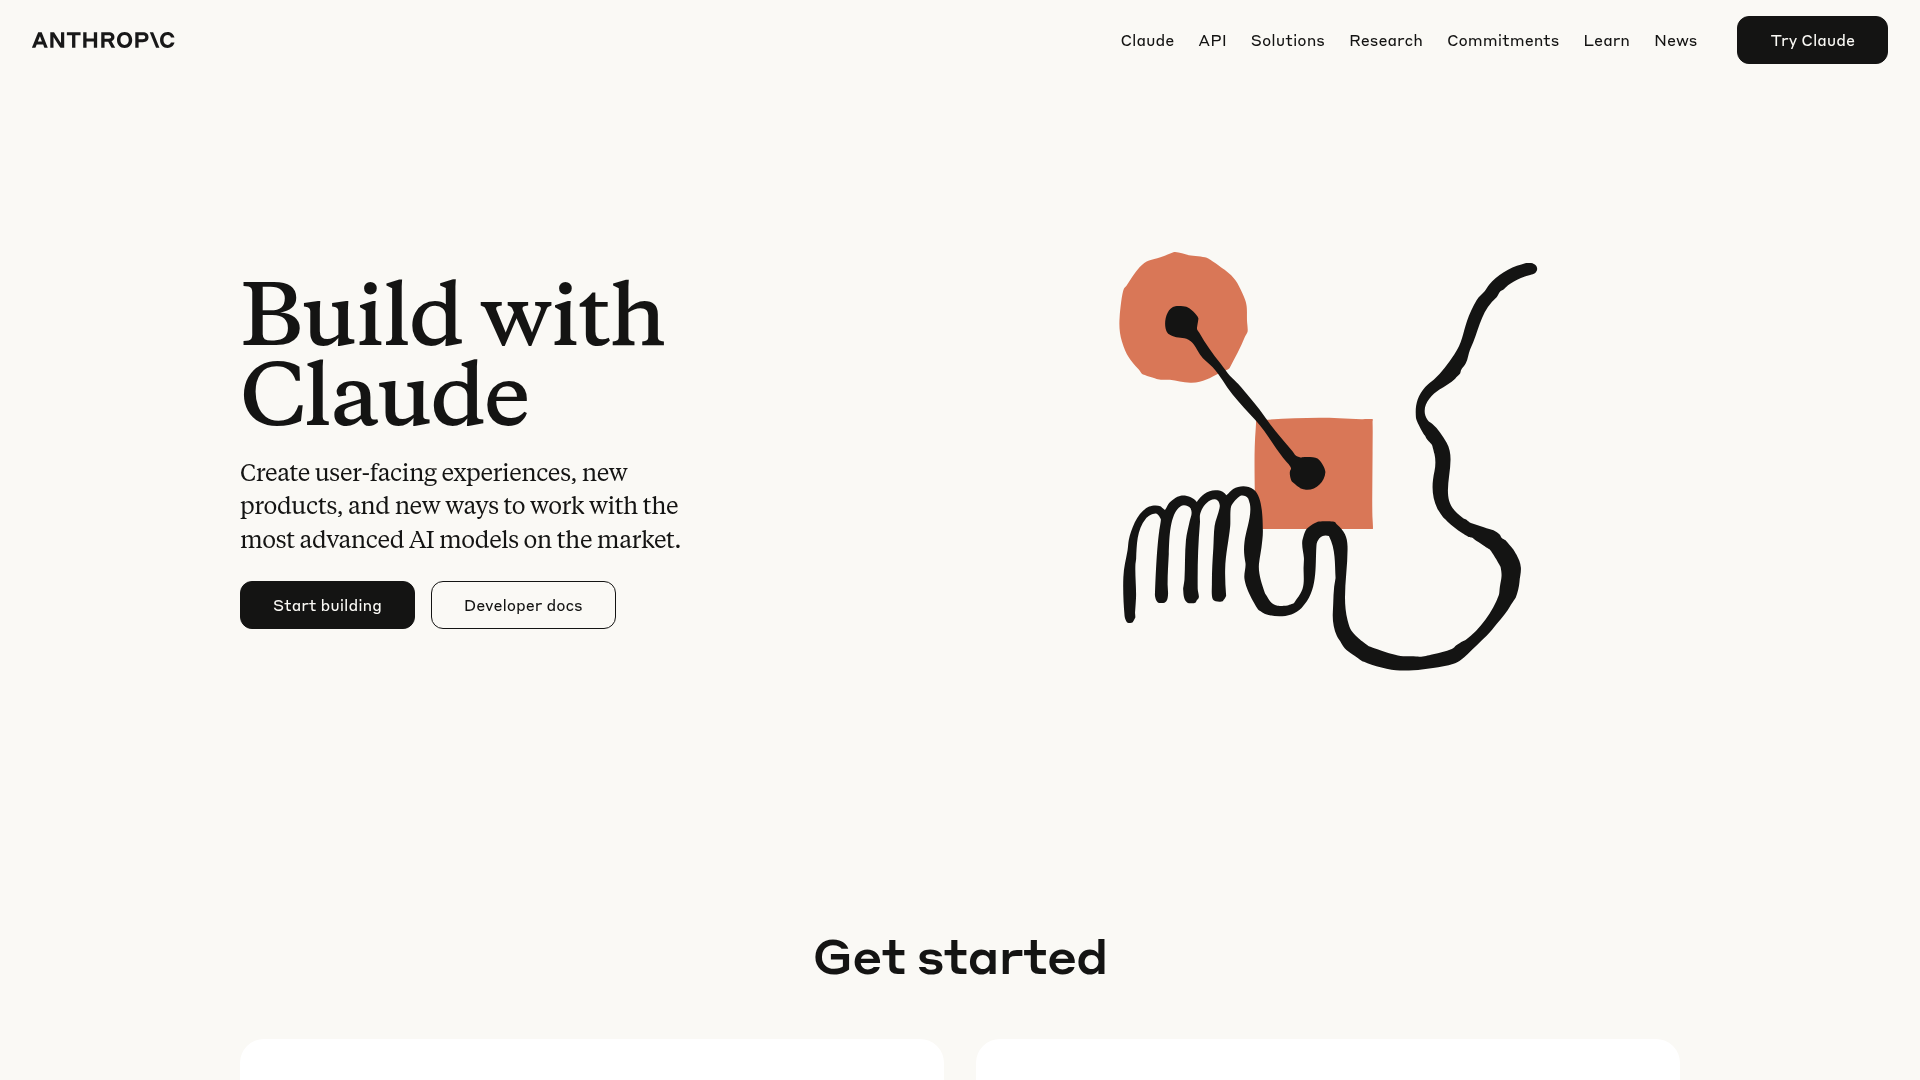 ANTHROP\C
Claude API Solutions Research Commitments Learn News Try Claude
Build with
Claude
Create user-facing experiences, new
products, and new ways to work with the
most advanced AI models on the market.
Start building Developer docs
Get started